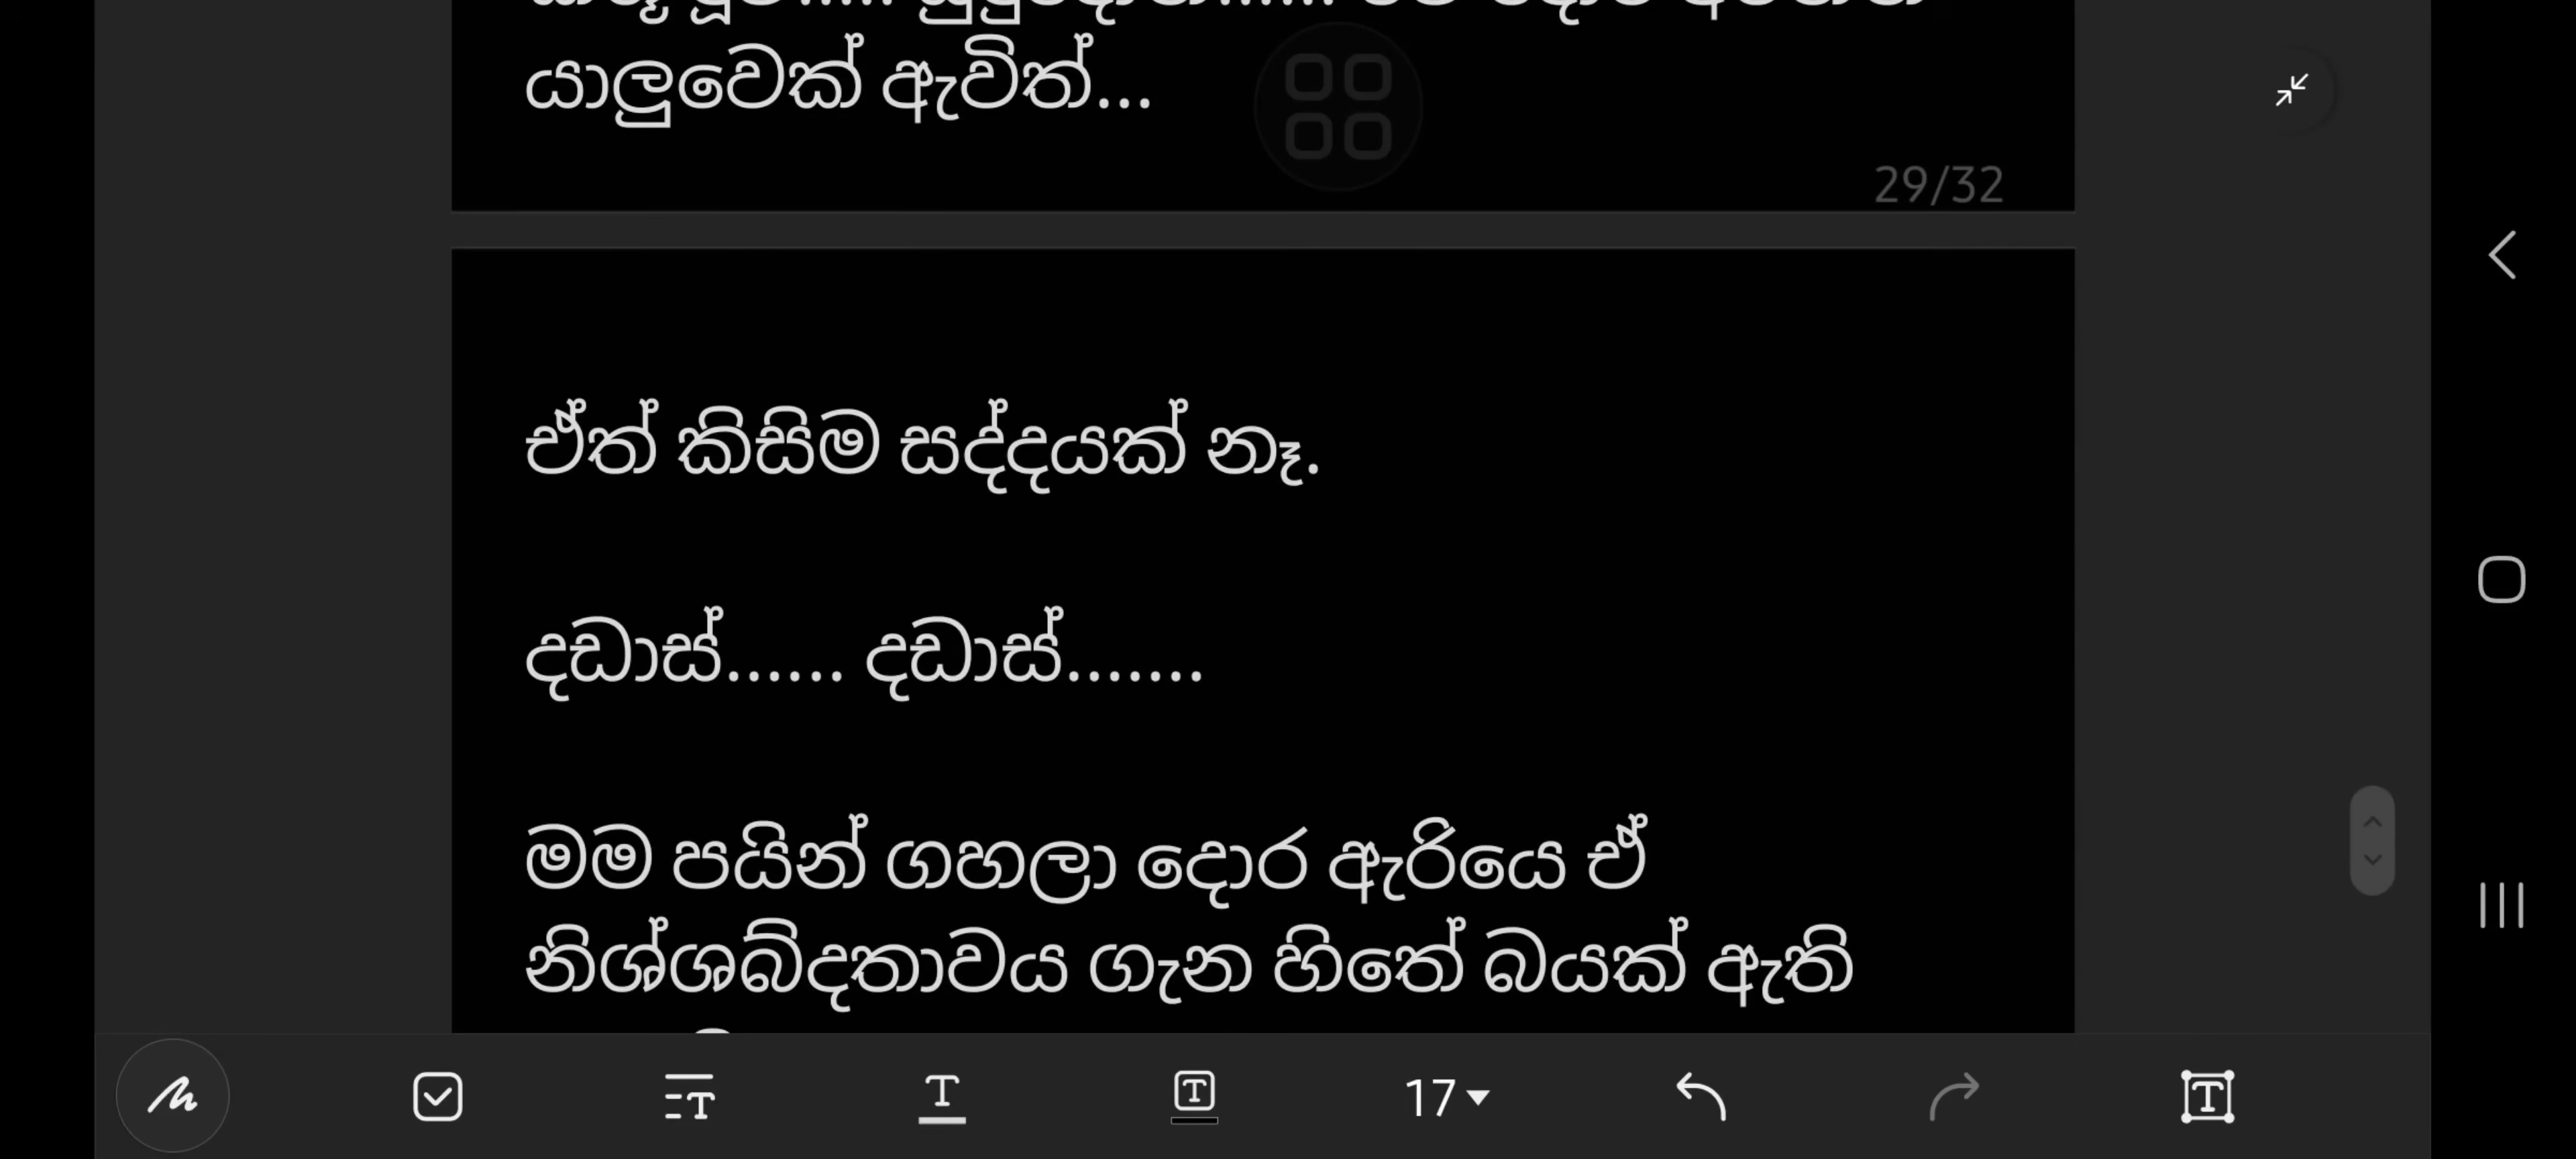 යාලුවෙක් ඇවිත්...
29/32
ඒත් කිසිම සද්දයක් නෑ.
දඩාස්...... දඩාස්.......
මම පයින් ගහලා දොර ඇරියෙ ඒ
නිශ්ශබ්දතාවය ගැන හිතේ බයක් ඇති
17